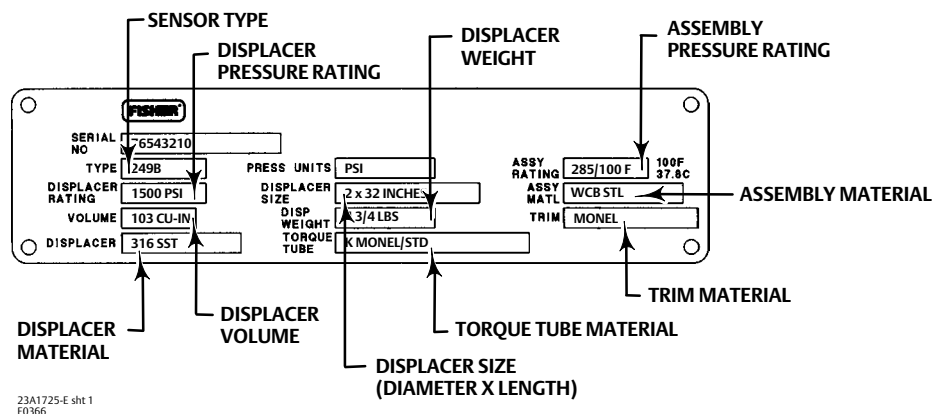 SENSOR TYPE
DISPLACER
PRESSURE RATING
DISPLACER
WEIGHT
ASSEMBLY
PRESSURE RATING
FISHER
SERIAL NO 76543210
TYPE 249B
PRESS UNITS PSI
ASSY RATING 285/100 F 100F 37.8C
DISPLACER RATING 1500 PSI
DISPLACER SIZE 2 x 32 INCHES
ASSY MATL WCB STL
ASSEMBLY MATERIAL
VOLUME 103 CU-IN
DISP WEIGHT 3/4 LBS
TRIM MONEL
DISPLACER 316 SST
TORQUE TUBE K MONEL/STD
TRIM MATERIAL
DISPLACER
MATERIAL
DISPLACER
VOLUME
TORQUE TUBE MATERIAL
DISPLACER SIZE
(DIAMETER X LENGTH)
23A1725-E sht 1
E0366